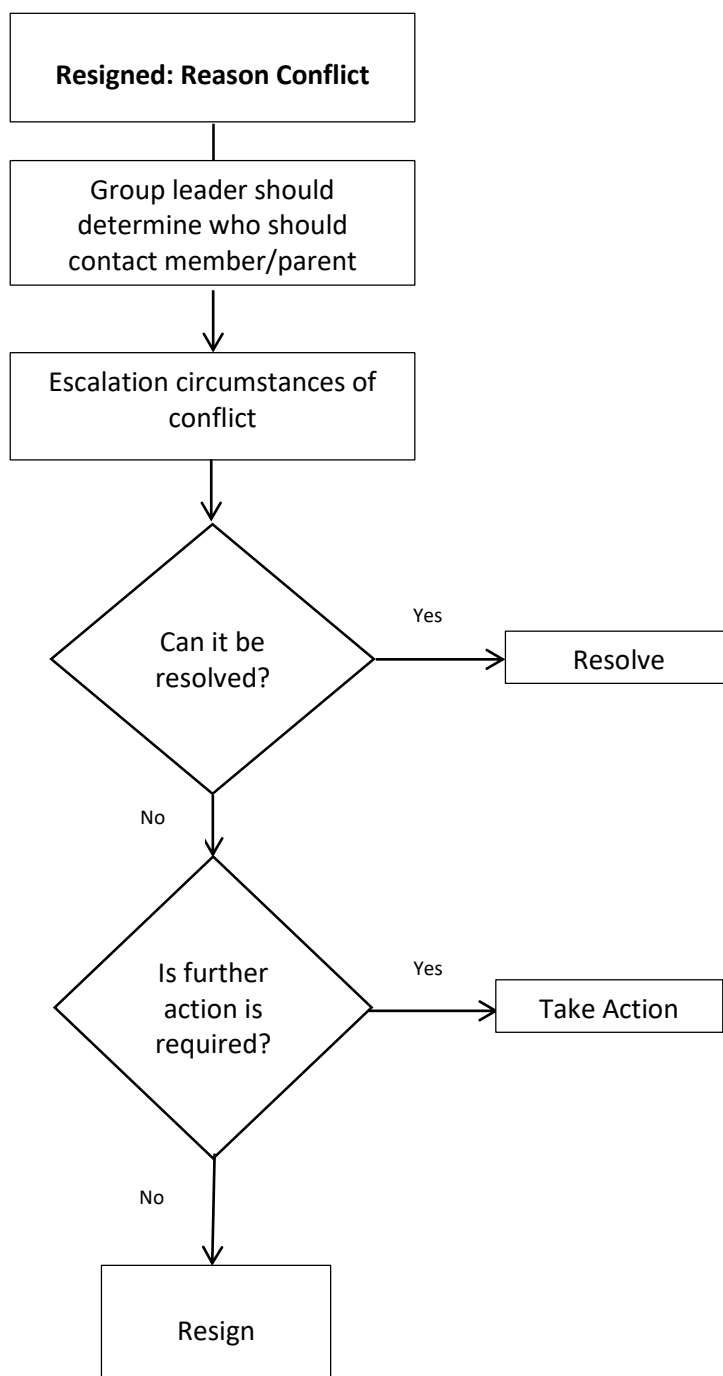 Resigned: Reason Conflict
Group leader should
determine who should
contact member/parent
Escalation circumstances of
conflict
Can it be
resolved?
Yes
Resolve
No
Is further
action is
required?
Yes
Take Action
No
Resign